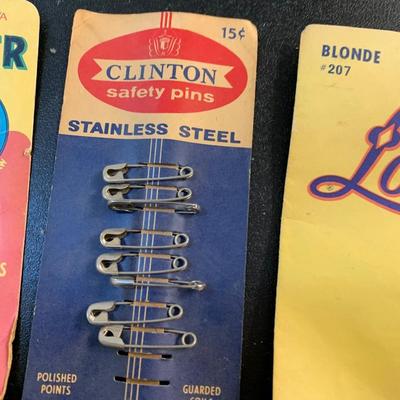 15¢
CLINTON
safety pins
STAINLESS STEEL
POLISHED
POINTS
GUARDED
BLONDE
#207